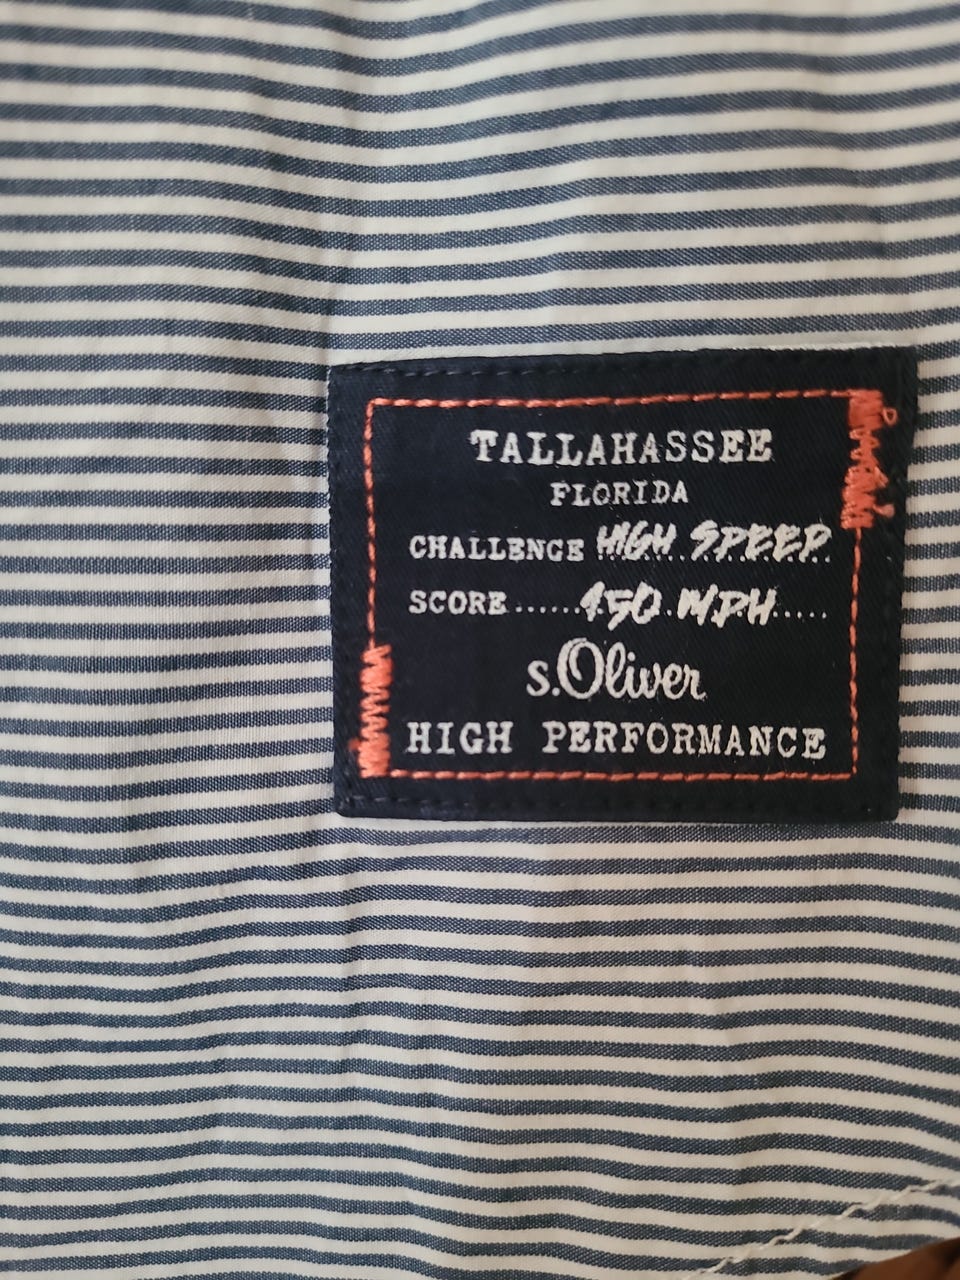 TALLAHASSEE
FLORIDA
CHALLENGE HIGH SPEED
SCORE......150 MPH.....
s.Oliver
HIGH PERFORMANCE